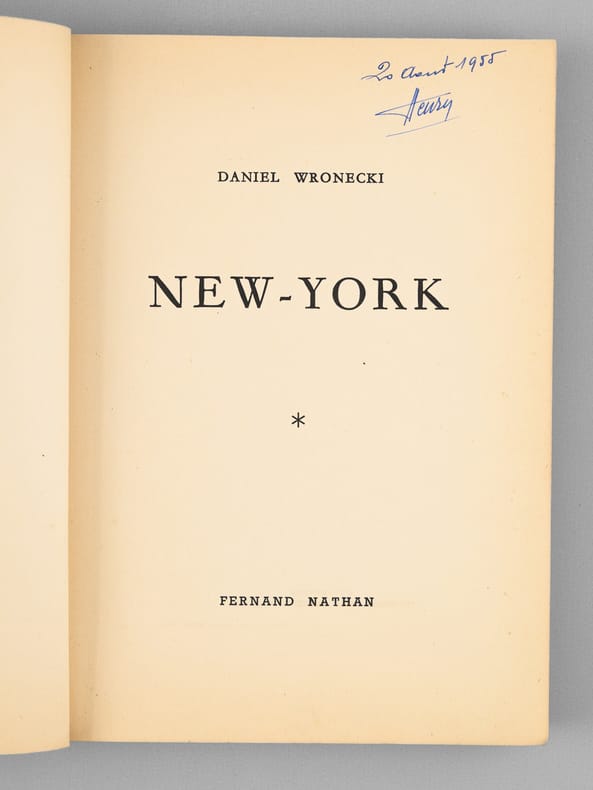 20 Août 1955
Henry
DANIEL WRONECKI
NEW-YORK
*
FERNAND NATHAN